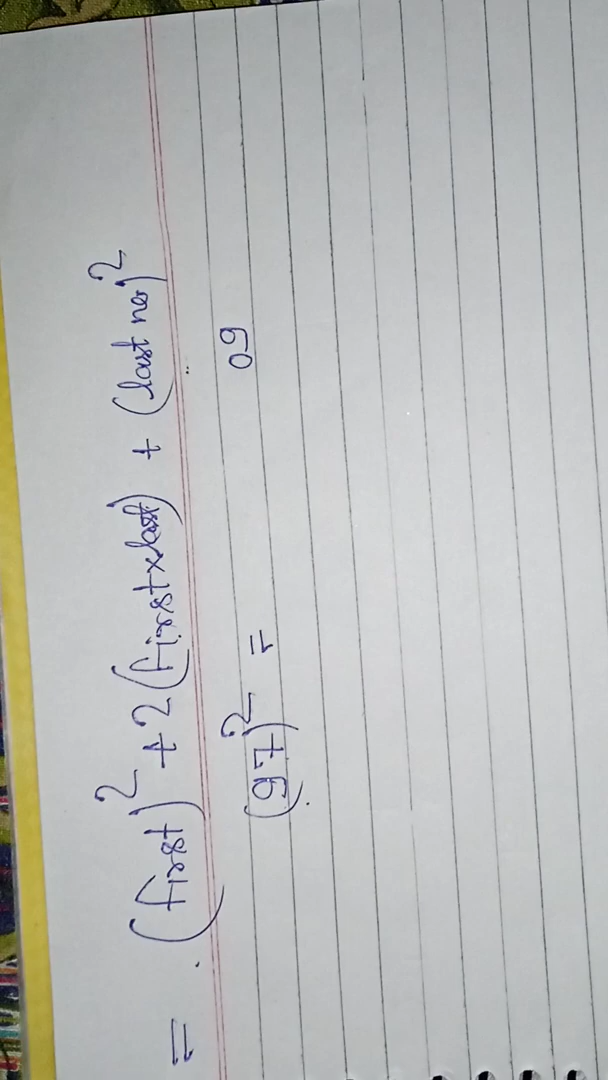 = (first)² + 2(first×last) + (last no)²
(97)² = 09